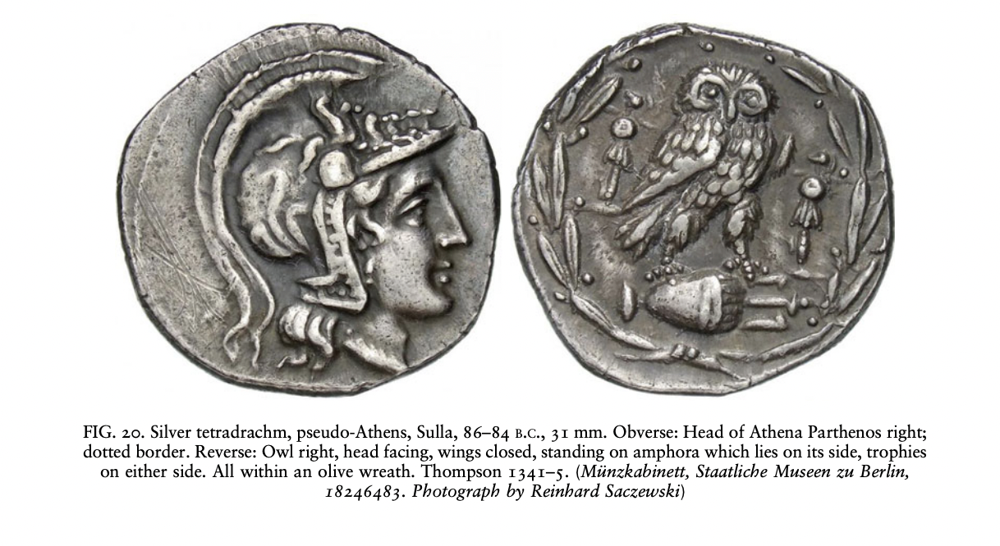 FIG. 20. Silver tetradrachm, pseudo-Athens, Sulla, 86–84 B.C., 31 mm. Obverse: Head of Athena Parthenos right;
dotted border. Reverse: Owl right, head facing, wings closed, standing on amphora which lies on its side, trophies
on either side. All within an olive wreath. Thompson 1341–5. (Münzkabinett, Staatliche Museen zu Berlin,
18246483. Photograph by Reinhard Saczewski)